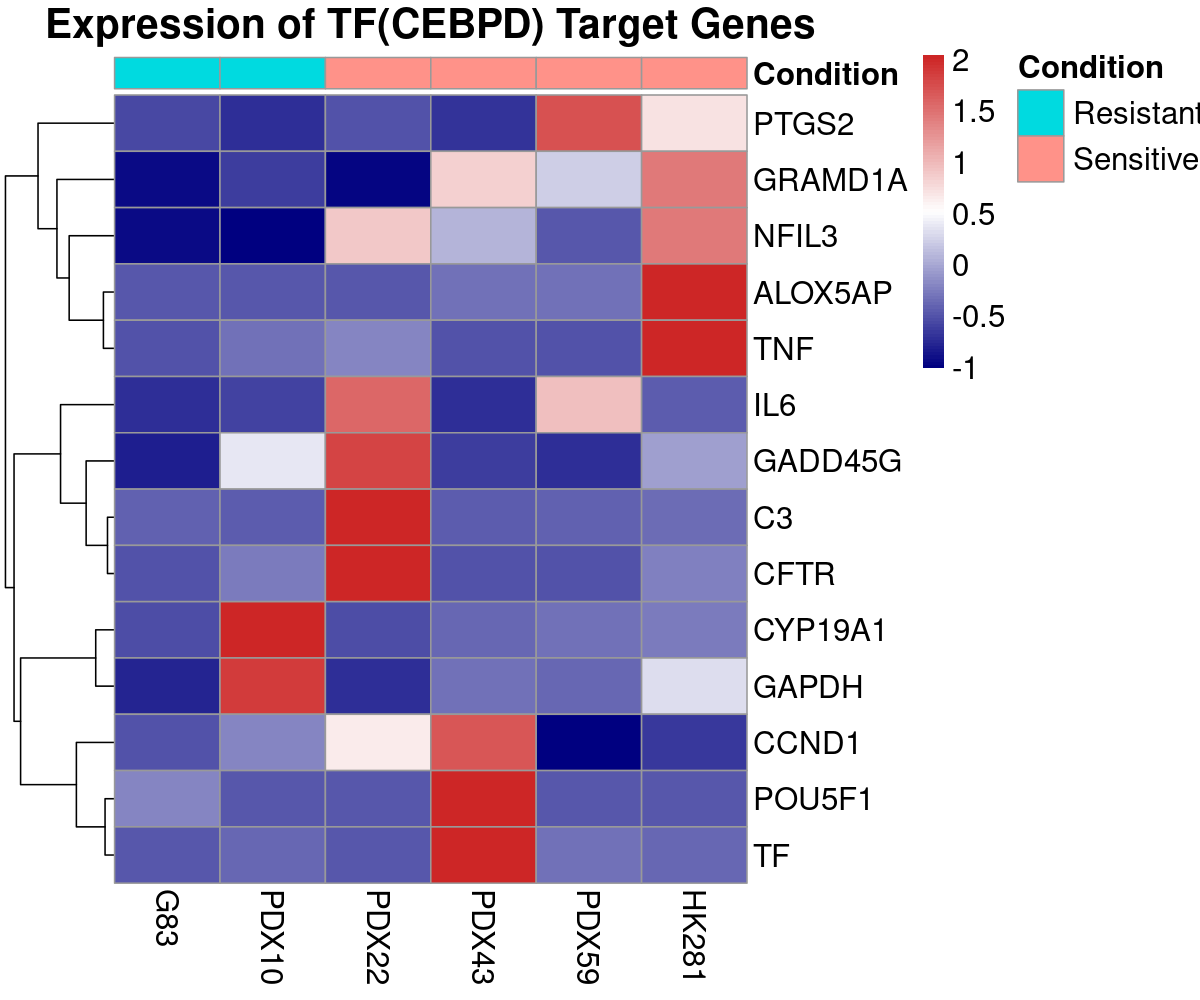 Expression of TF(CEBPD) Target Genes
Condition
PTGS2
GRAMD1A
NFIL3
ALOX5AP
TNF
IL6
GADD45G
C3
CFTR
CYP19A1
GAPDH
CCND1
POU5F1
TF
G83
PDX10
PDX22
PDX43
PDX59
HK281
2
1.5
1
0.5
0
-0.5
-1
Condition
Resistant
Sensitive